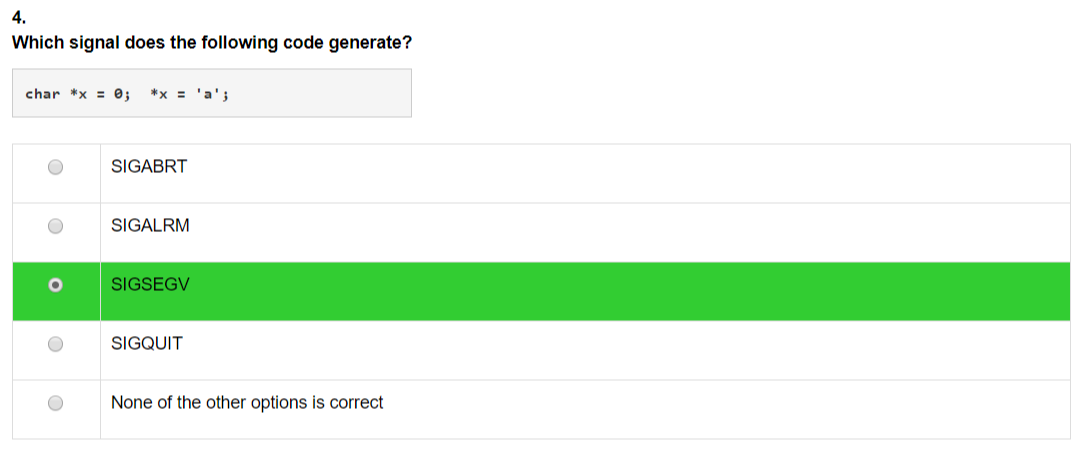 4.
Which signal does the following code generate?
char *x = 0;  *x = 'a';
SIGABRT
SIGALRM
SIGSEGV
SIGQUIT
None of the other options is correct